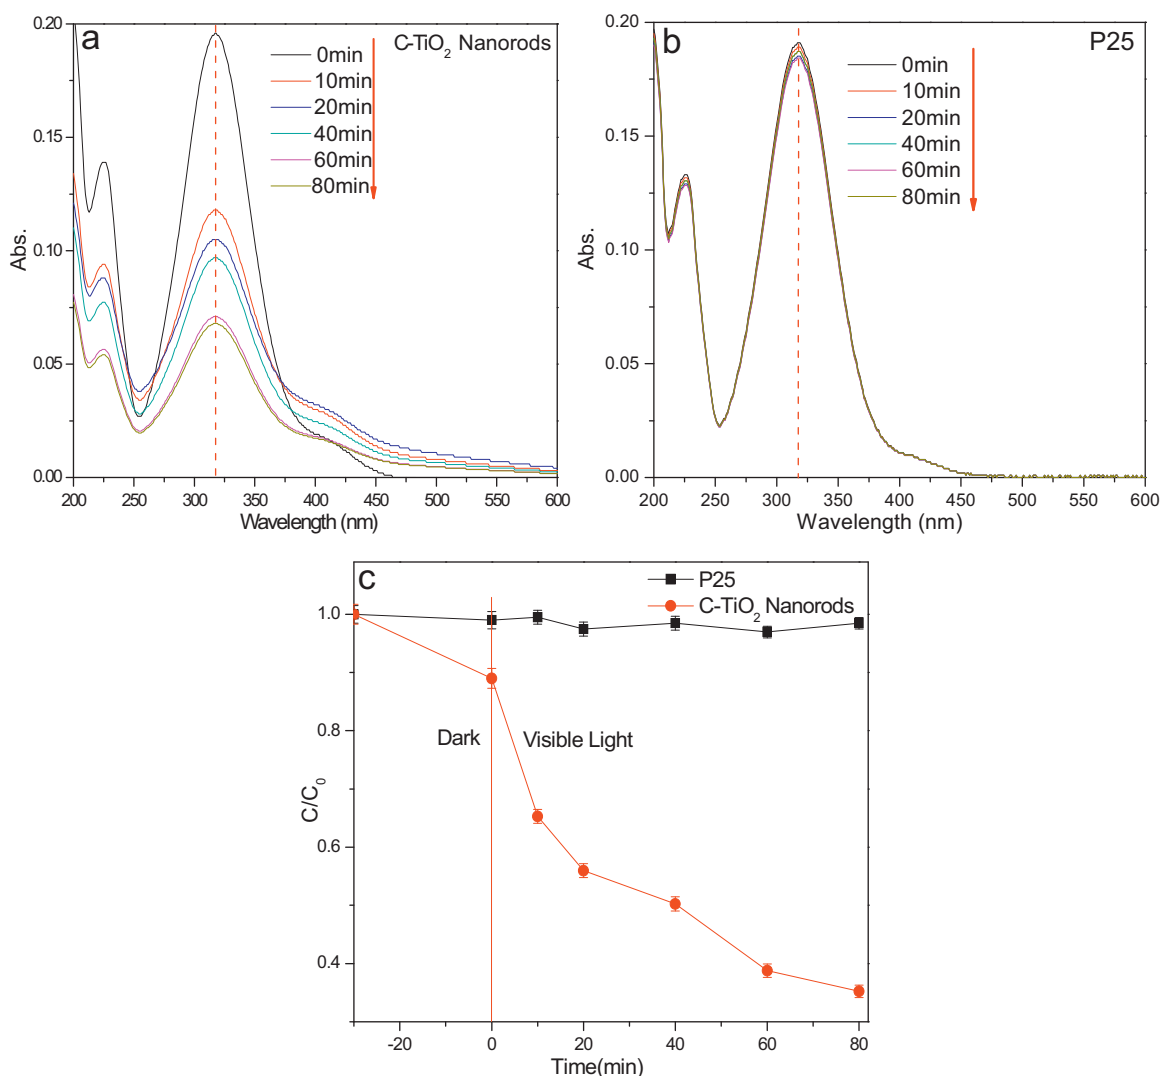 a
C-TiO2 Nanorods
0min
10min
20min
40min
60min
80min
0.20
0.15
0.10
0.05
0.00
Abs.
200 250 300 350 400 450 500 550 600
Wavelength (nm)
b
P25
0min
10min
20min
40min
60min
80min
0.20
0.15
0.10
0.05
0.00
Abs.
200 250 300 350 400 450 500 550 600
Wavelength (nm)
c
P25
C-TiO2 Nanorods
1.0
0.8
0.6
0.4
C/C0
Dark
Visible Light
-20 0 20 40 60 80
Time(min)